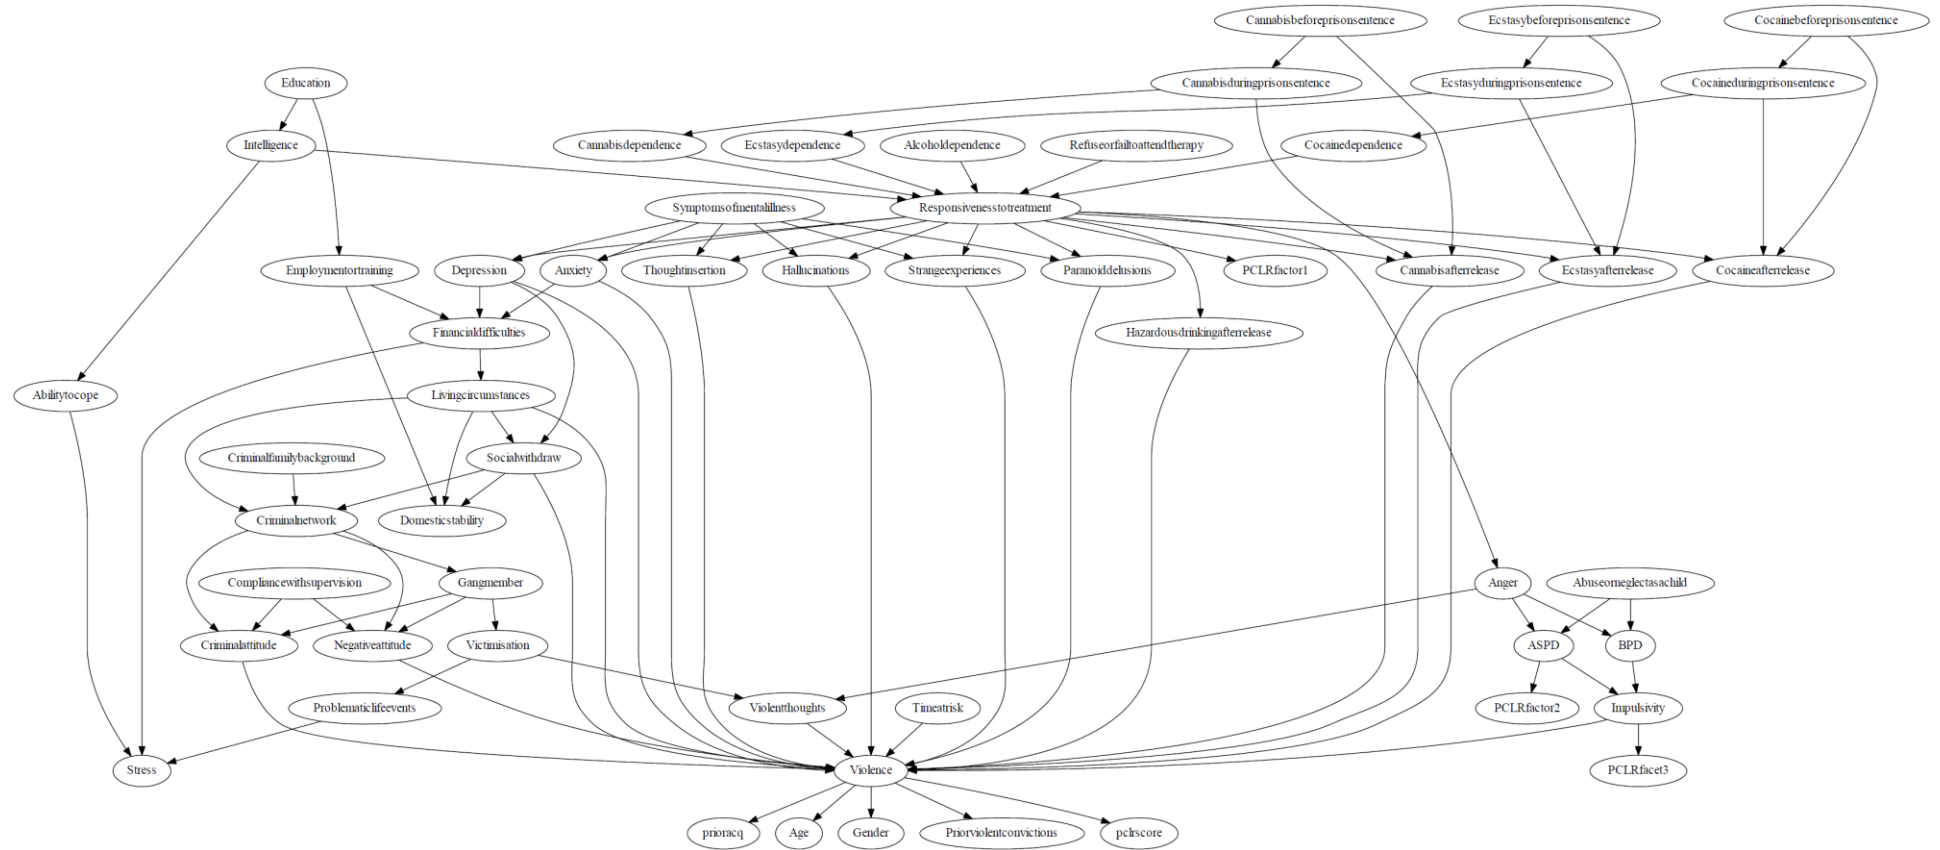 Cannabisbeforeprisonsentence
Ecstasybeforeprisonsentence
Cocainebeforeprisonsentence
Education
Cannabisduringprisonsentence
Ecstasyduringprisonsentence
Cocaineduringprisonsentence
Intelligence
Cannabisdependence
Ecstasydependence
Alcoholdependence
Refuseorfailtoattendtherapy
Cocainedependence
Symptomsofmentalillness
Responsivenesstotreatment
Employmentortraining
Depression
Anxiety
Thoughtinsertion
Hallucinations
Strangeexperiences
Paranoiddelusions
PCLRfactor1
Cannabisafterrelease
Ecstasyafterrelease
Cocaineafterrelease
Financialdifficulties
Hazardousdrinkingafterrelease
Abilitytocope
Livingcircumstances
Criminalfamilybackground
Socialwithdraw
Criminalnetwork
Domesticstability
Compliancewithsupervision
Gangmember
Anger
Abuseorneglectasachild
Criminalattitude
Negativeattitude
Victimisation
ASPD
BPD
Problematiclifeevents
Violentthoughts
Timeatrisk
PCLRfactor2
Impulsivity
Stress
Violence
PCLRfacet3
prioracq
Age
Gender
Priorviolentconvictions
pclrscore